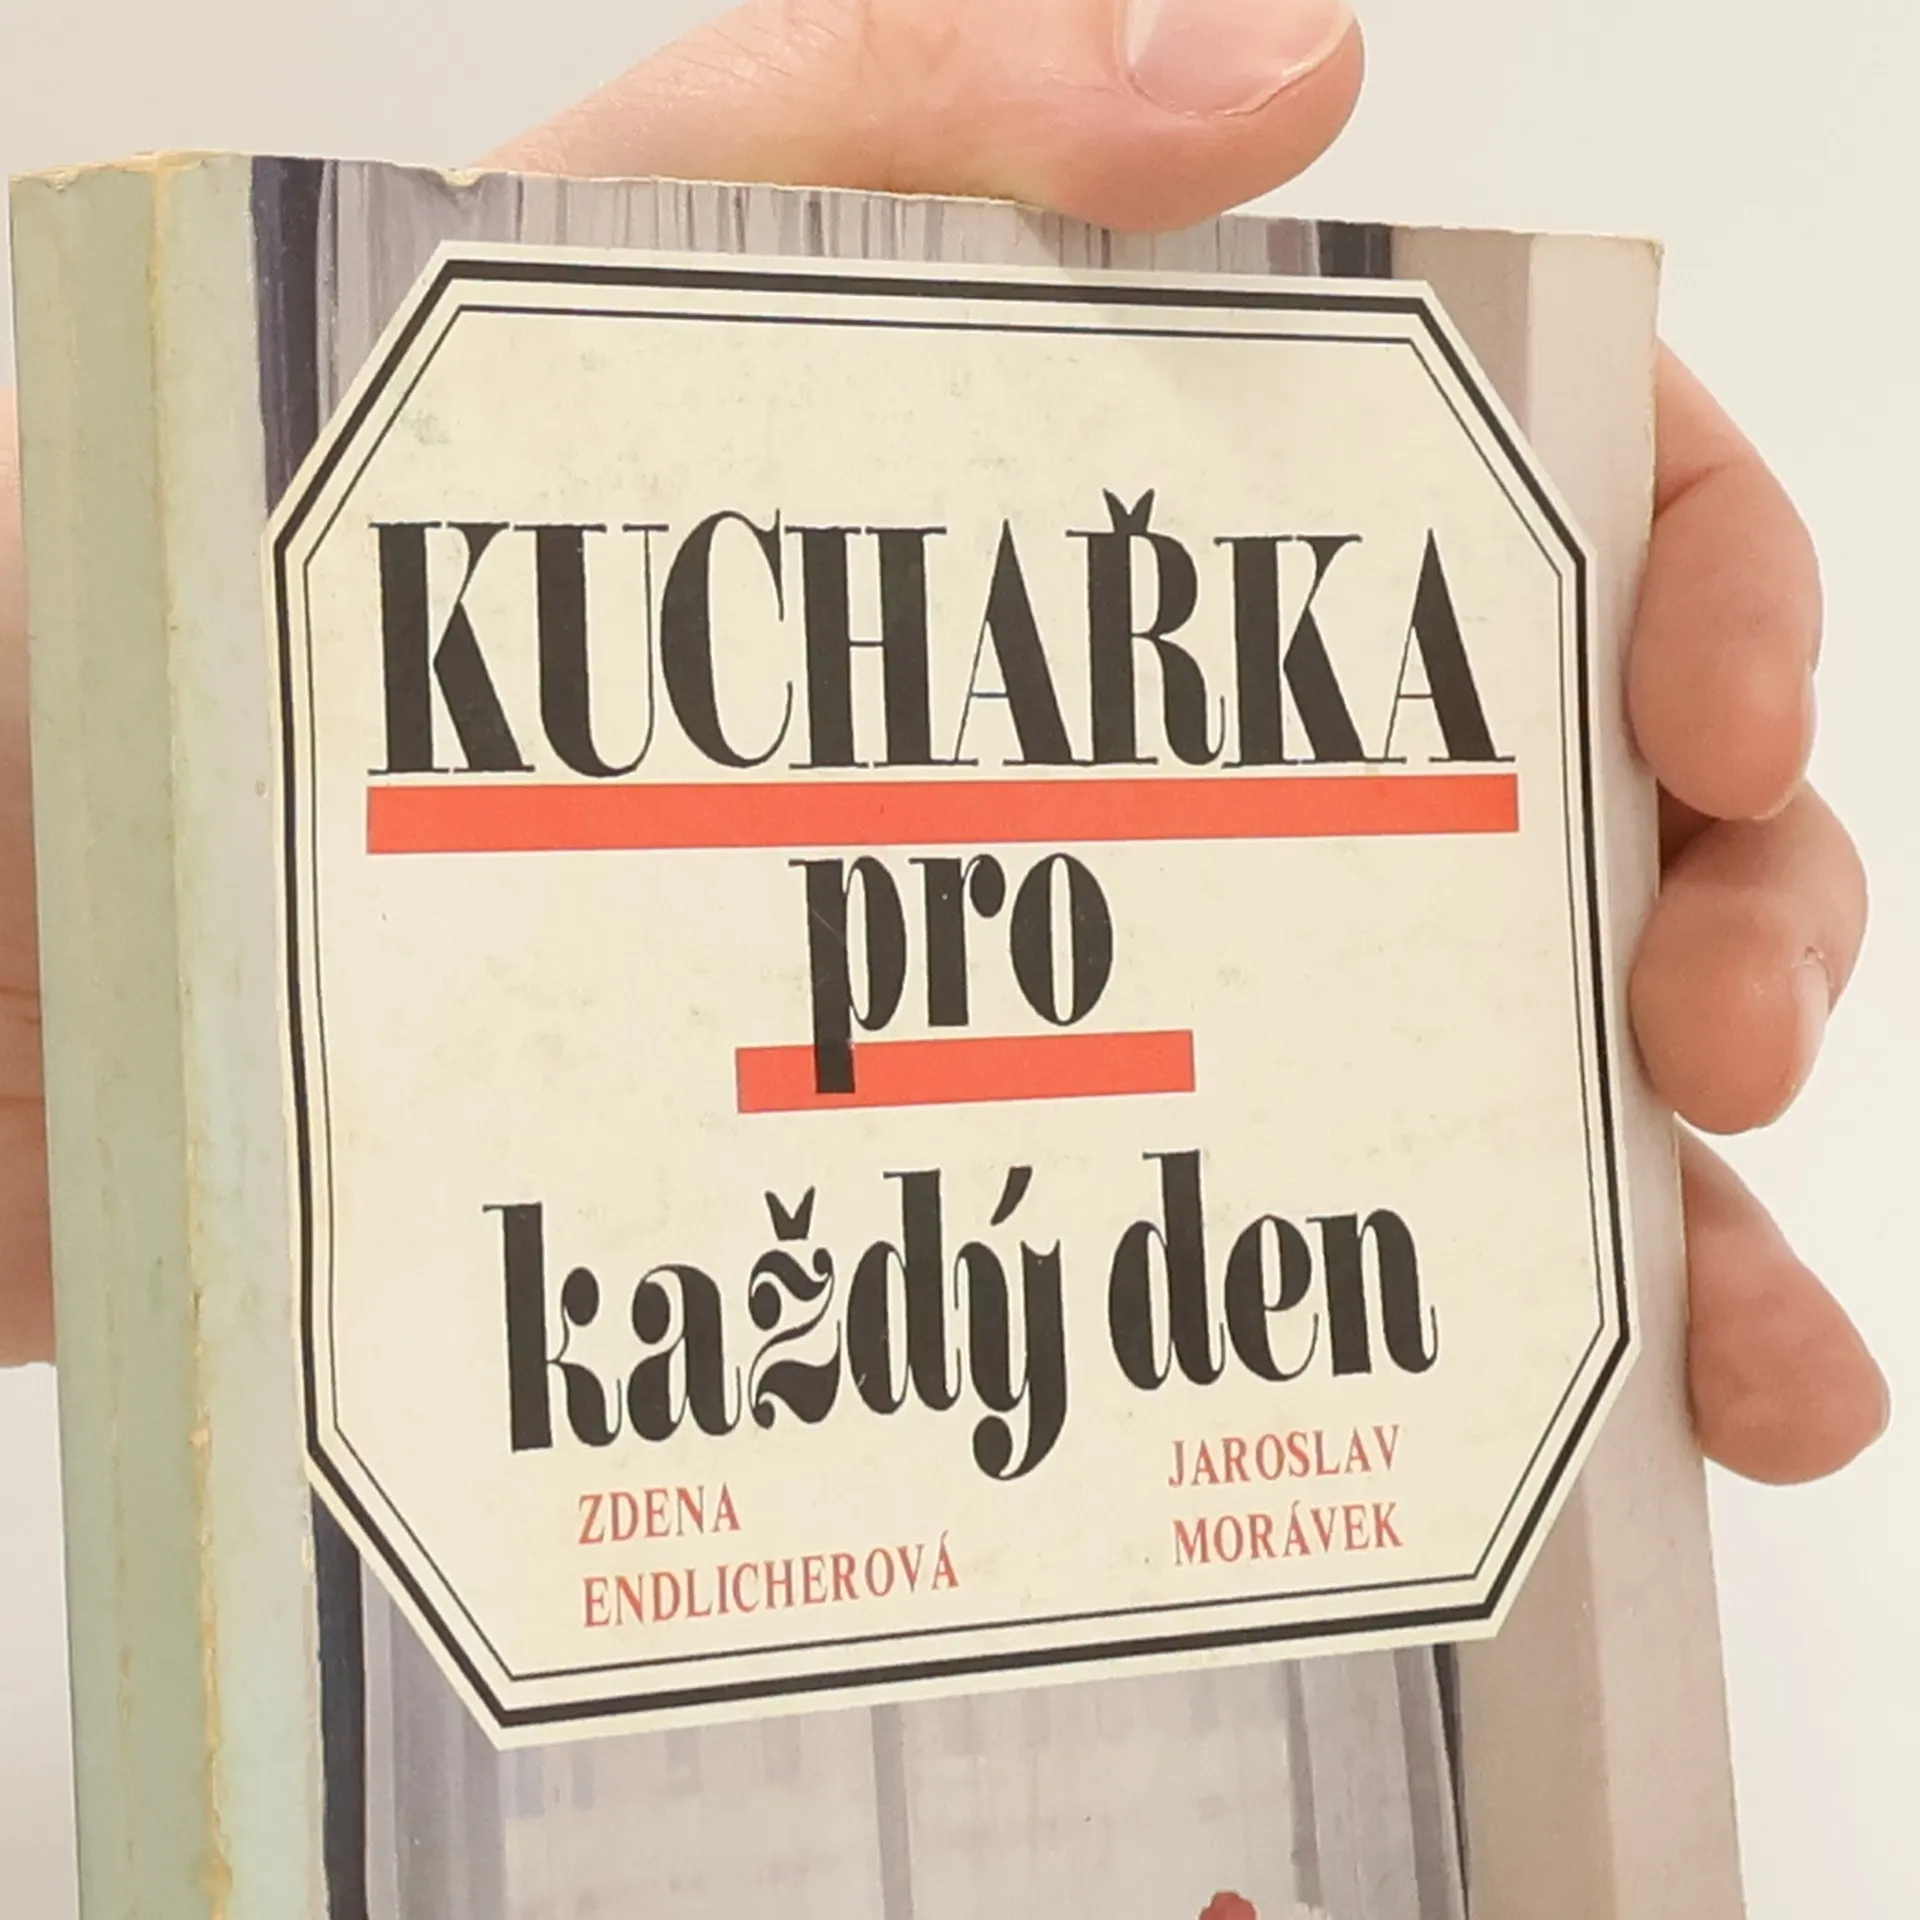 KUCHAŘKA
pro
každý den
ZDENA
ENDLICHEROVÁ
JAROSLAV
MORÁVEK